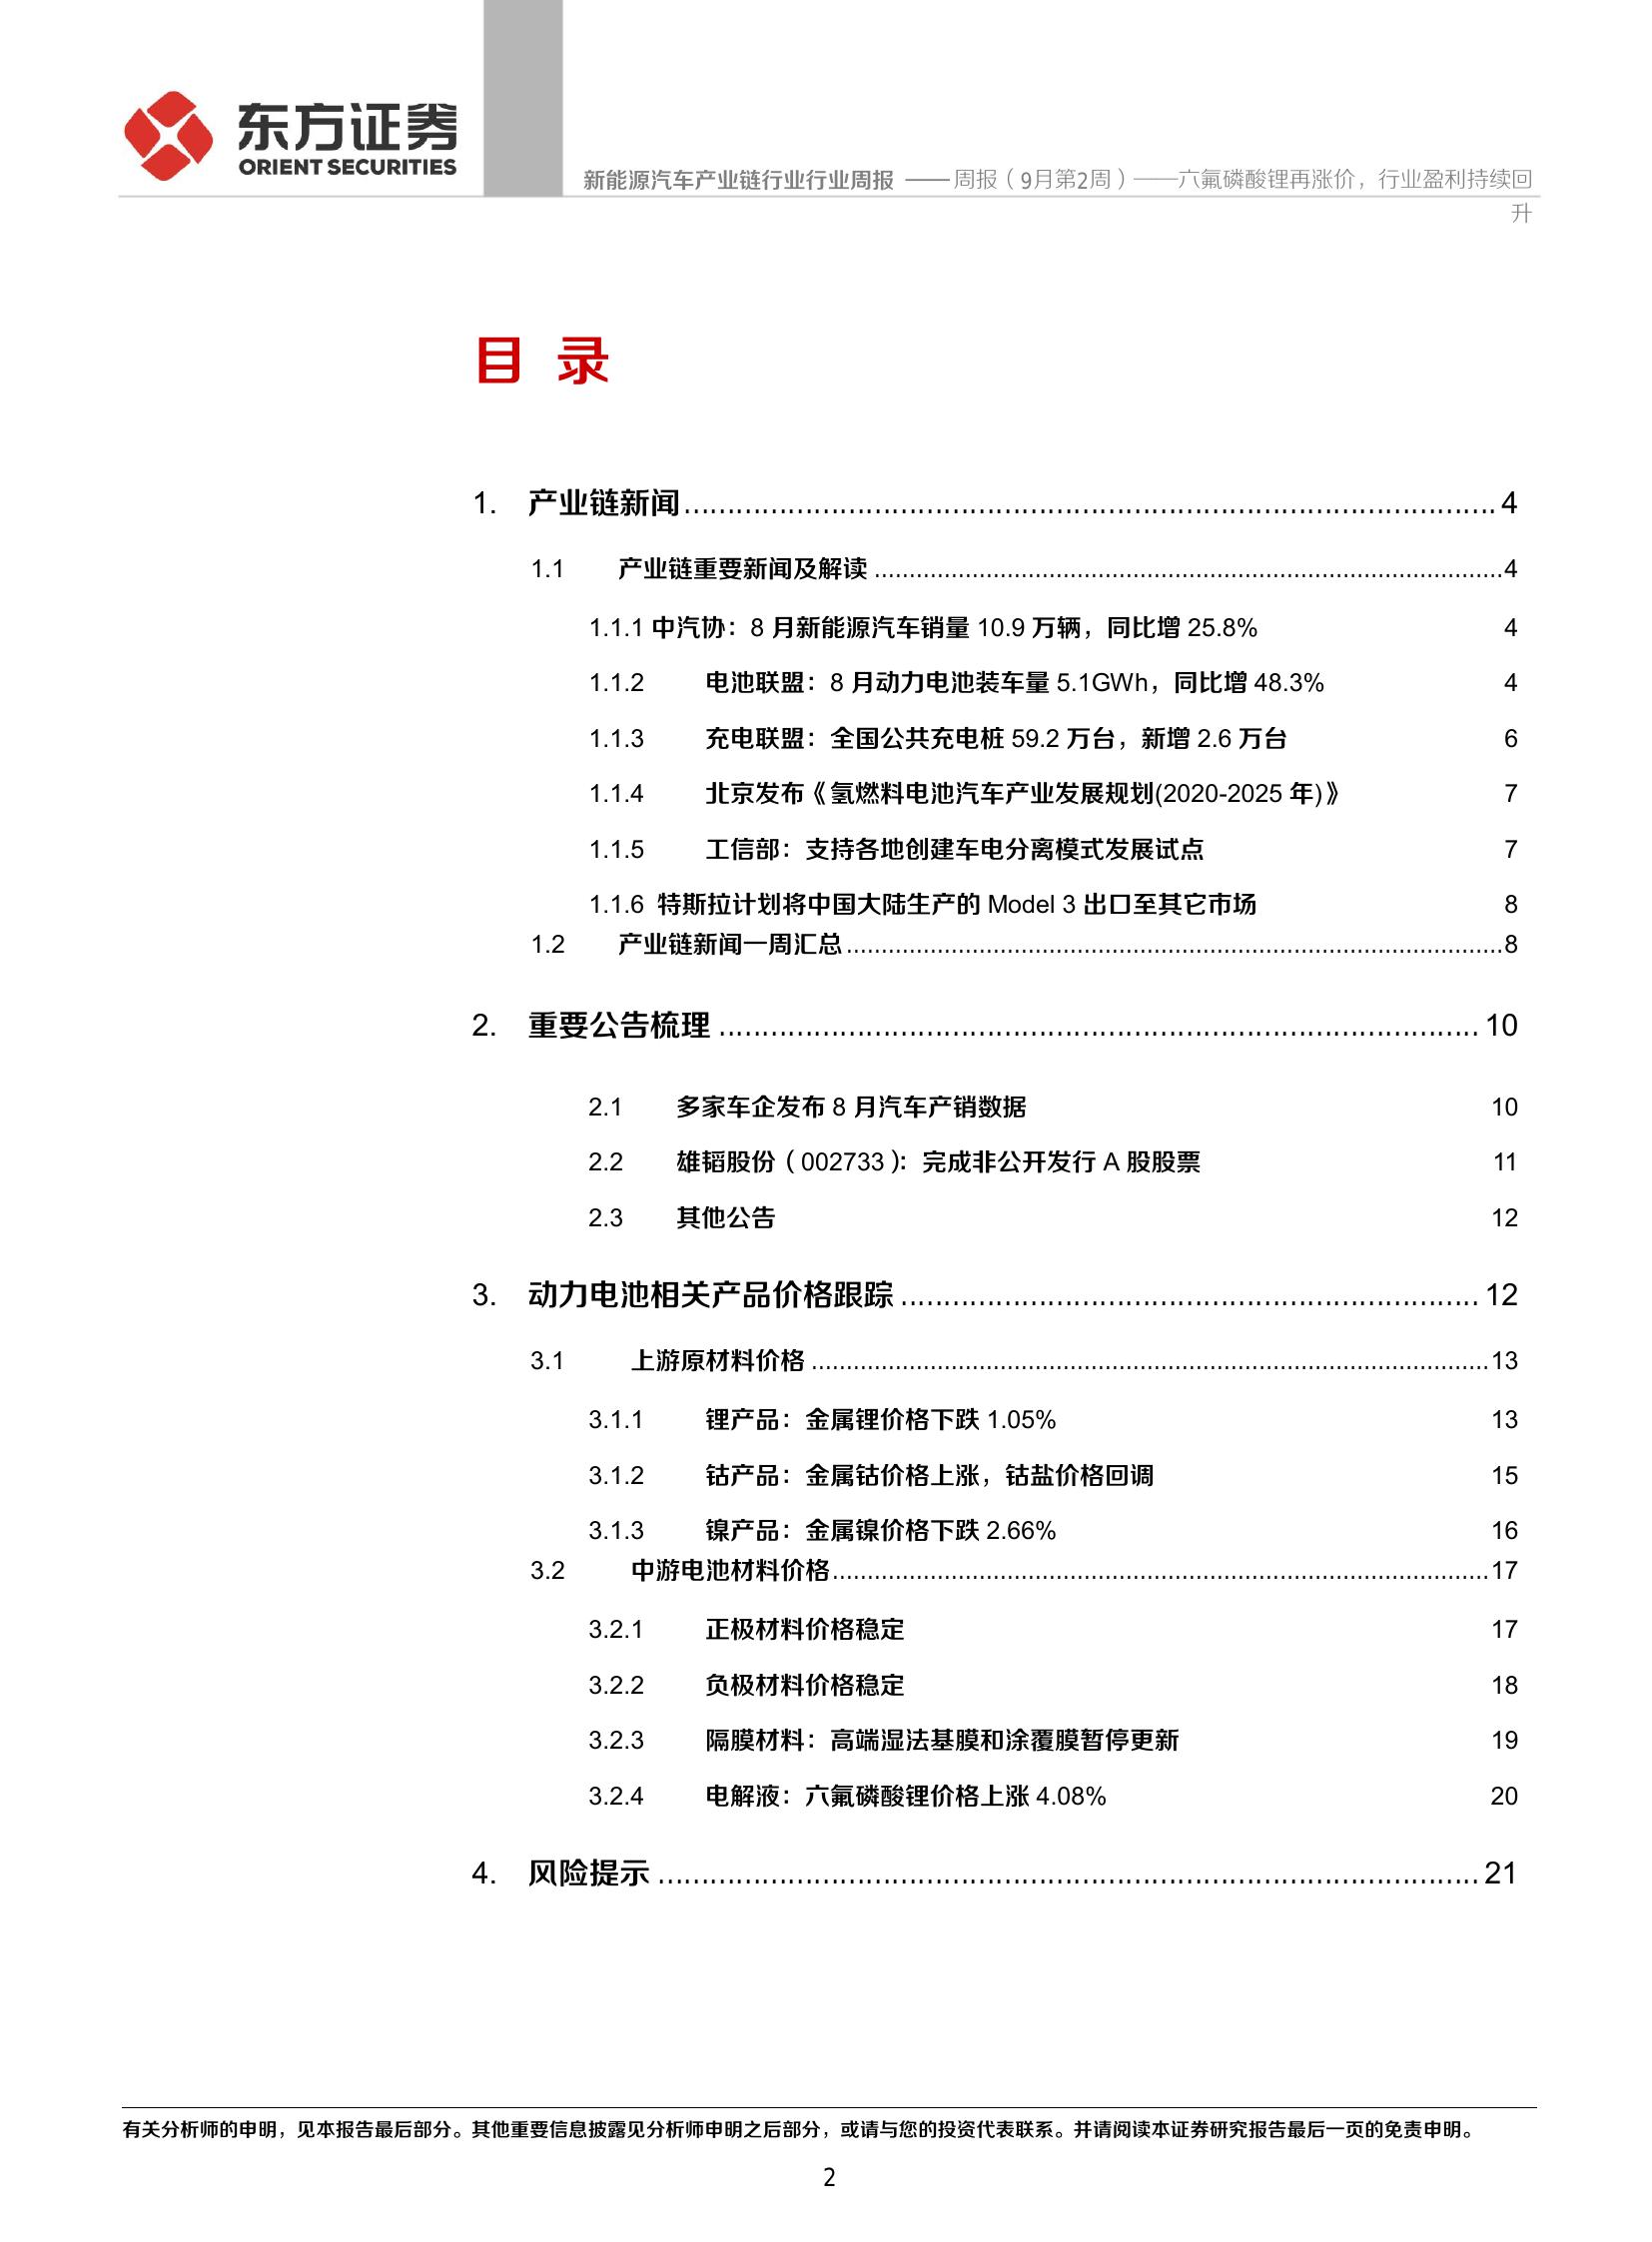 东方证券
ORIENT SECURITIES
新能源汽车产业链行业行业周报 —— 周报（9月第2周）——六氟磷酸锂再涨价，行业盈利持续回
升
目 录
1. 产业链新闻 4
1.1 产业链重要新闻及解读 4
1.1.1 中汽协：8 月新能源汽车销量 10.9 万辆，同比增 25.8% 4
1.1.2 电池联盟：8 月动力电池装车量 5.1GWh，同比增 48.3% 4
1.1.3 充电联盟：全国公共充电桩 59.2 万台，新增 2.6 万台 6
1.1.4 北京发布《氢燃料电池汽车产业发展规划(2020-2025 年)》 7
1.1.5 工信部：支持各地创建车电分离模式发展试点 7
1.1.6 特斯拉计划将中国大陆生产的 Model 3 出口至其它市场 8
1.2 产业链新闻一周汇总 8
2. 重要公告梳理 10
2.1 多家车企发布 8 月汽车产销数据 10
2.2 雄韬股份（002733）：完成非公开发行 A 股股票 11
2.3 其他公告 12
3. 动力电池相关产品价格跟踪 12
3.1 上游原材料价格 13
3.1.1 锂产品：金属锂价格下跌 1.05% 13
3.1.2 钴产品：金属钴价格上涨，钴盐价格回调 15
3.1.3 镍产品：金属镍价格下跌 2.66% 16
3.2 中游电池材料价格 17
3.2.1 正极材料价格稳定 17
3.2.2 负极材料价格稳定 18
3.2.3 隔膜材料：高端湿法基膜和涂覆膜暂停更新 19
3.2.4 电解液：六氟磷酸锂价格上涨 4.08% 20
4. 风险提示 21
有关分析师的申明，见本报告最后部分。其他重要信息披露见分析师申明之后部分，或请与您的投资代表联系。并请阅读本证券研究报告最后一页的免责申明。
2